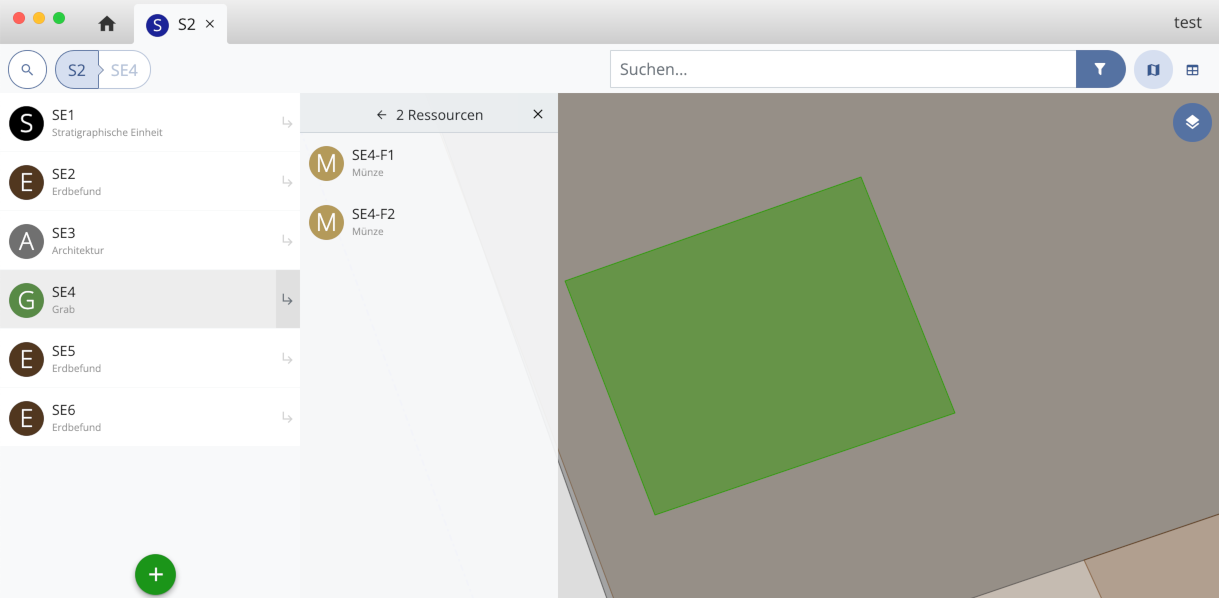 S S2 ×
test
S2 SE4
Suchen...
S SE1
Stratigraphische Einheit
E SE2
Erdbefund
A SE3
Architektur
G SE4
Grab
E SE5
Erdbefund
E SE6
Erdbefund
+
← 2 Ressourcen ×
M SE4-F1
Münze
M SE4-F2
Münze